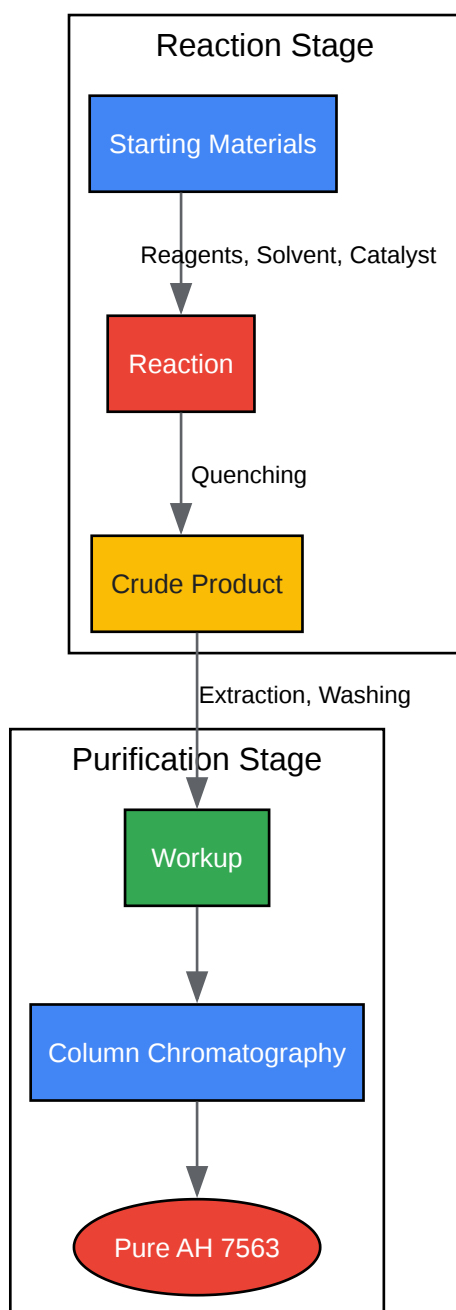 Reaction Stage
Starting Materials
Reagents, Solvent, Catalyst
Reaction
Quenching
Crude Product
Extraction, Washing
Purification Stage
Workup
Column Chromatography
Pure AH 7563